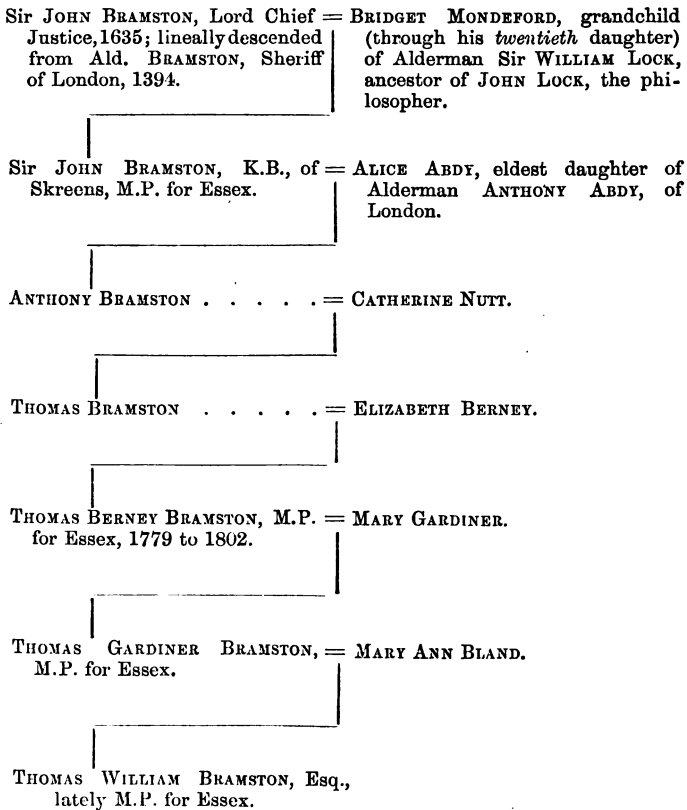 Sir JOHN BRAMSTON, Lord Chief = BRIDGET MONDEFORD, grandchild
Justice, 1635; lineally descended
from Ald. BRAMSTON, Sheriff
of London, 1394.
(through his twentieth daughter)
of Alderman Sir WILLIAM LOCK,
ancestor of JOHN LOCK, the phi-
losopher.
Sir JOHN BRAMSTON, K.B., of = ALICE ABDY, eldest daughter of
Skreens, M.P. for Essex.
Alderman ANTHONY ABDY, of
London.
ANTHONY BRAMSTON . . . . . = CATHERINE NUTT.
THOMAS BRAMSTON . . . . . = ELIZABETH BERNEY.
THOMAS BERNEY BRAMSTON, M.P. = MARY GARDINER.
for Essex, 1779 to 1802.
THOMAS GARDINER BRAMSTON, = MARY ANN BLAND.
M.P. for Essex.
THOMAS WILLIAM BRAMSTON, Esq.,
lately M.P. for Essex.